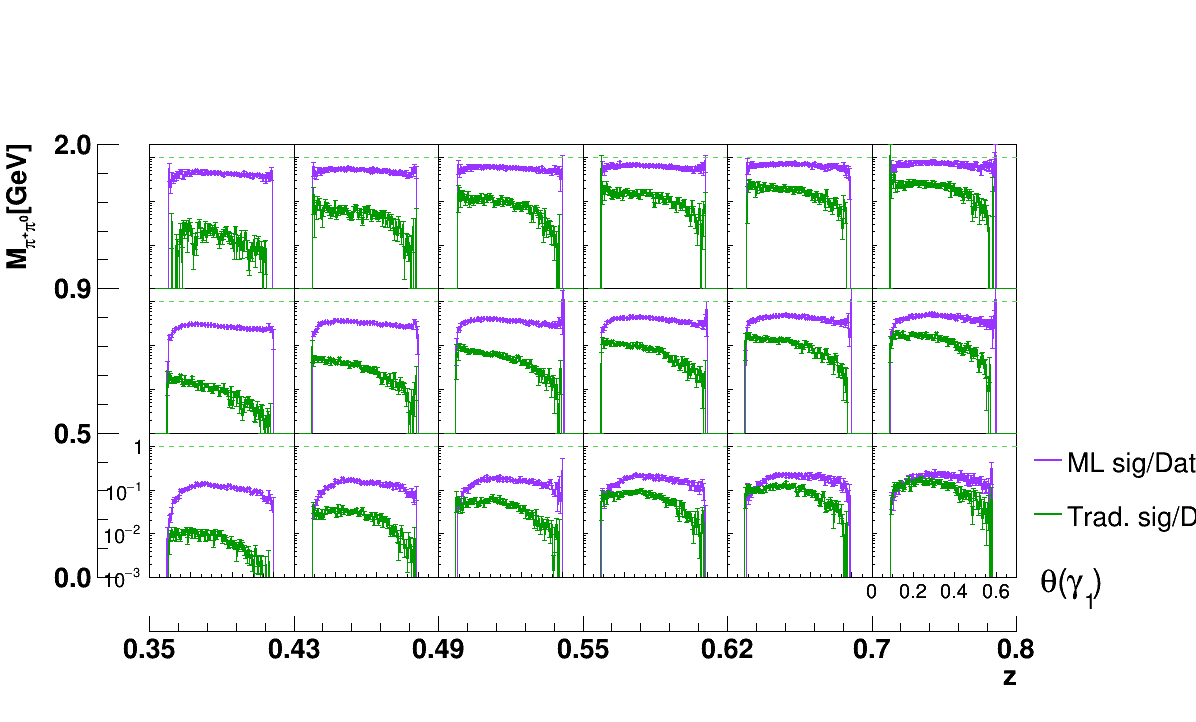 2.0
M_{π⁺π⁰}[GeV]
0.9
0.5
1
10⁻¹
ML sig/Dat
10⁻²
Trad. sig/D
0.0
10⁻³
0 0.2 0.4 0.6
θ(γ₁)
0.35 0.43 0.49 0.55 0.62 0.7 0.8
z